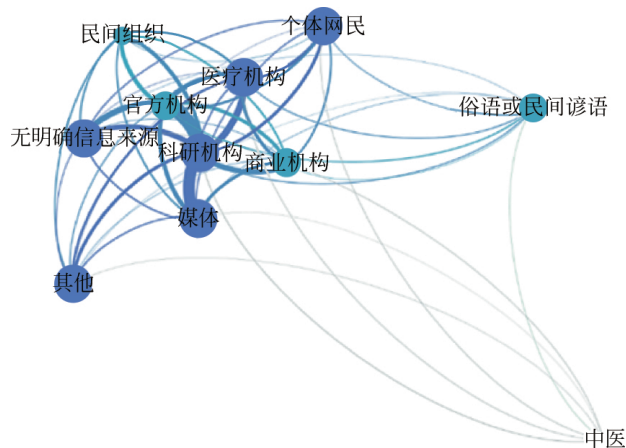 个体网民
民间组织
医疗机构
官方机构
俗语或民间谚语
无明确信息来源
科研机构
商业机构
媒体
其他
中医